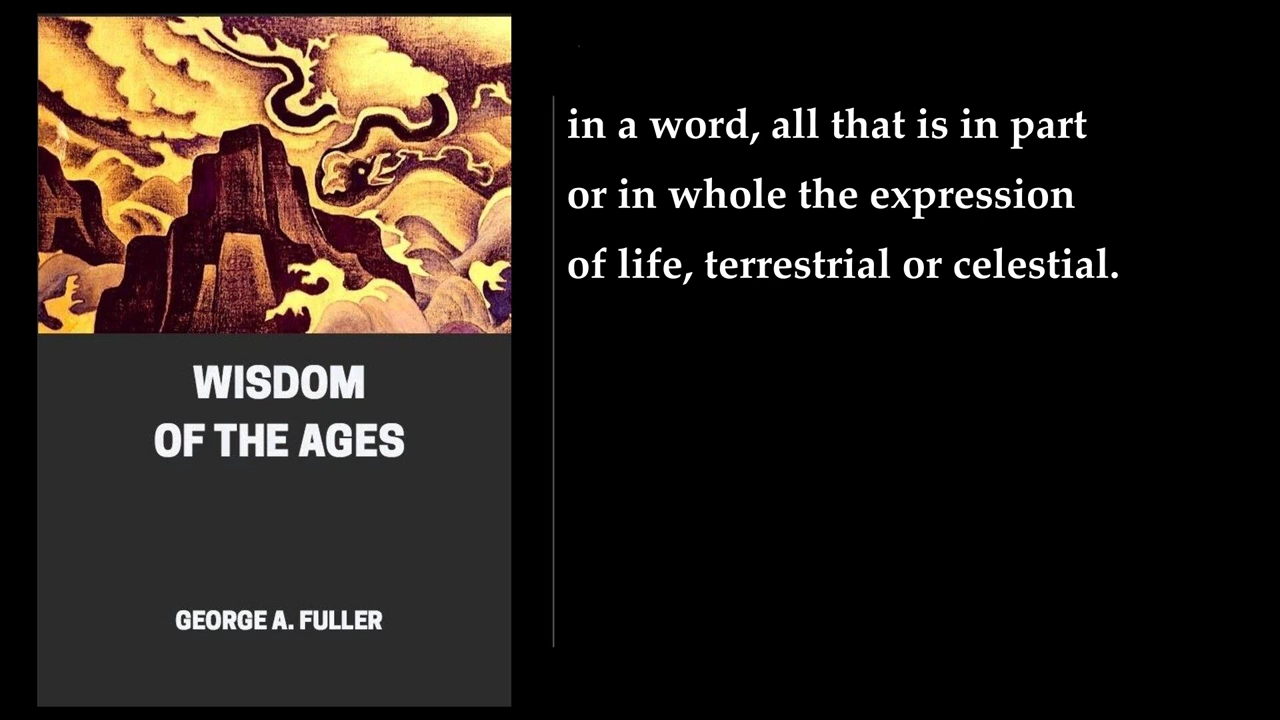 WISDOM
OF THE AGES
GEORGE A. FULLER
in a word, all that is in part
or in whole the expression
of life, terrestrial or celestial.